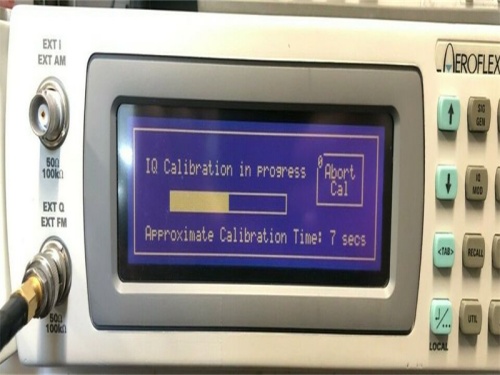 EXT I
EXT AM
50Ω
100kΩ
EXT Q
EXT FM
50Ω
100kΩ
IQ Calibration in progress
0
Abort
Cal
Approximate Calibration Time: 7 secs
AEROFLEX
↑
SIG
GEN
↓
IQ
MOD
<TAB>
RECALL
↵/...
UTIL
LOCAL